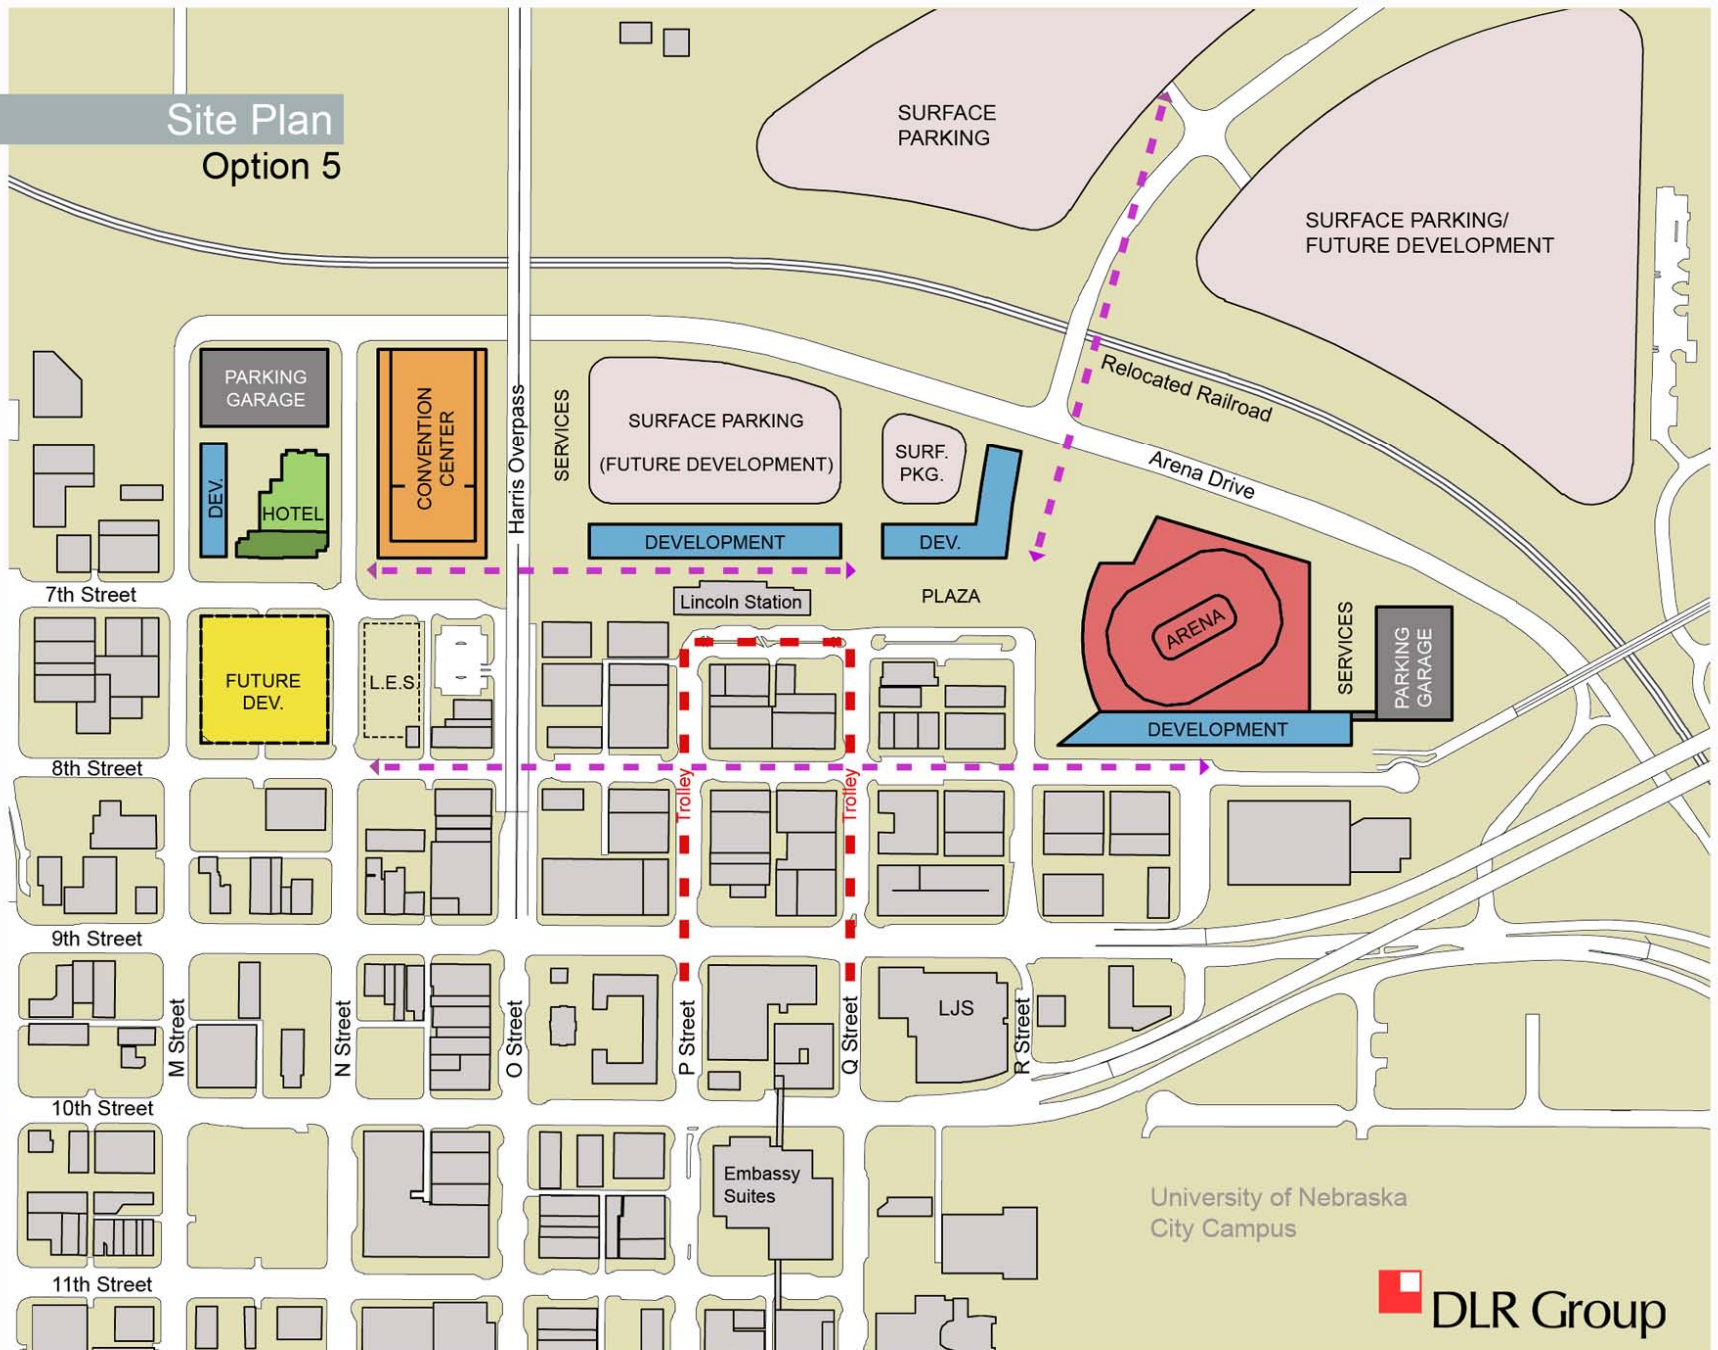 Site Plan
Option 5
SURFACE
PARKING
SURFACE PARKING/
FUTURE DEVELOPMENT
Relocated Railroad
Arena Drive
PARKING
GARAGE
DEV.
HOTEL
CONVENTION
CENTER
Harris Overpass
SERVICES
SURFACE PARKING
(FUTURE DEVELOPMENT)
SURF.
PKG.
DEVELOPMENT
DEV.
Lincoln Station
PLAZA
ARENA
SERVICES
PARKING
GARAGE
DEVELOPMENT
7th Street
FUTURE
DEV.
L.E.S.
8th Street
Trolley
Trolley
9th Street
M Street
N Street
O Street
P Street
Q Street
LJS
R Street
10th Street
Embassy
Suites
University of Nebraska
City Campus
11th Street
DLR Group